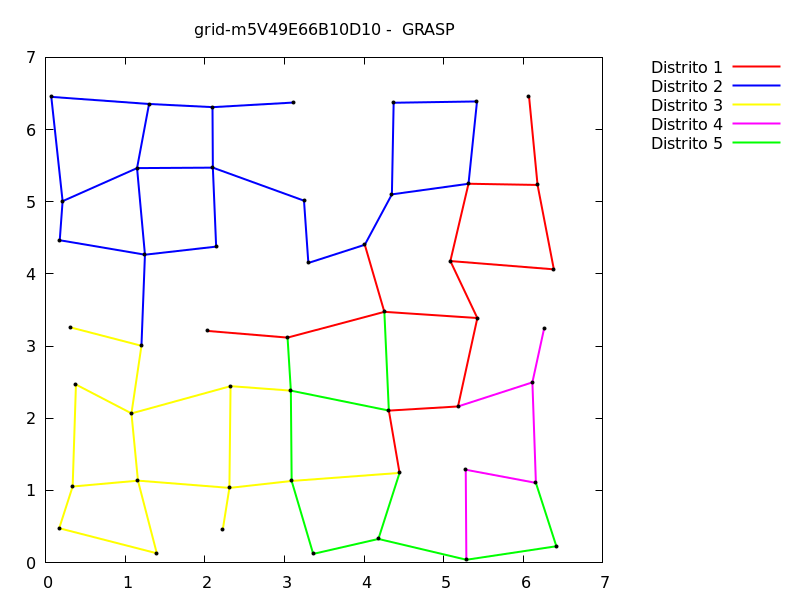 grid-m5V49E66B10D10 -  GRASP
Distrito 1
Distrito 2
Distrito 3
Distrito 4
Distrito 5
7
6
5
4
3
2
1
0
0 1 2 3 4 5 6 7